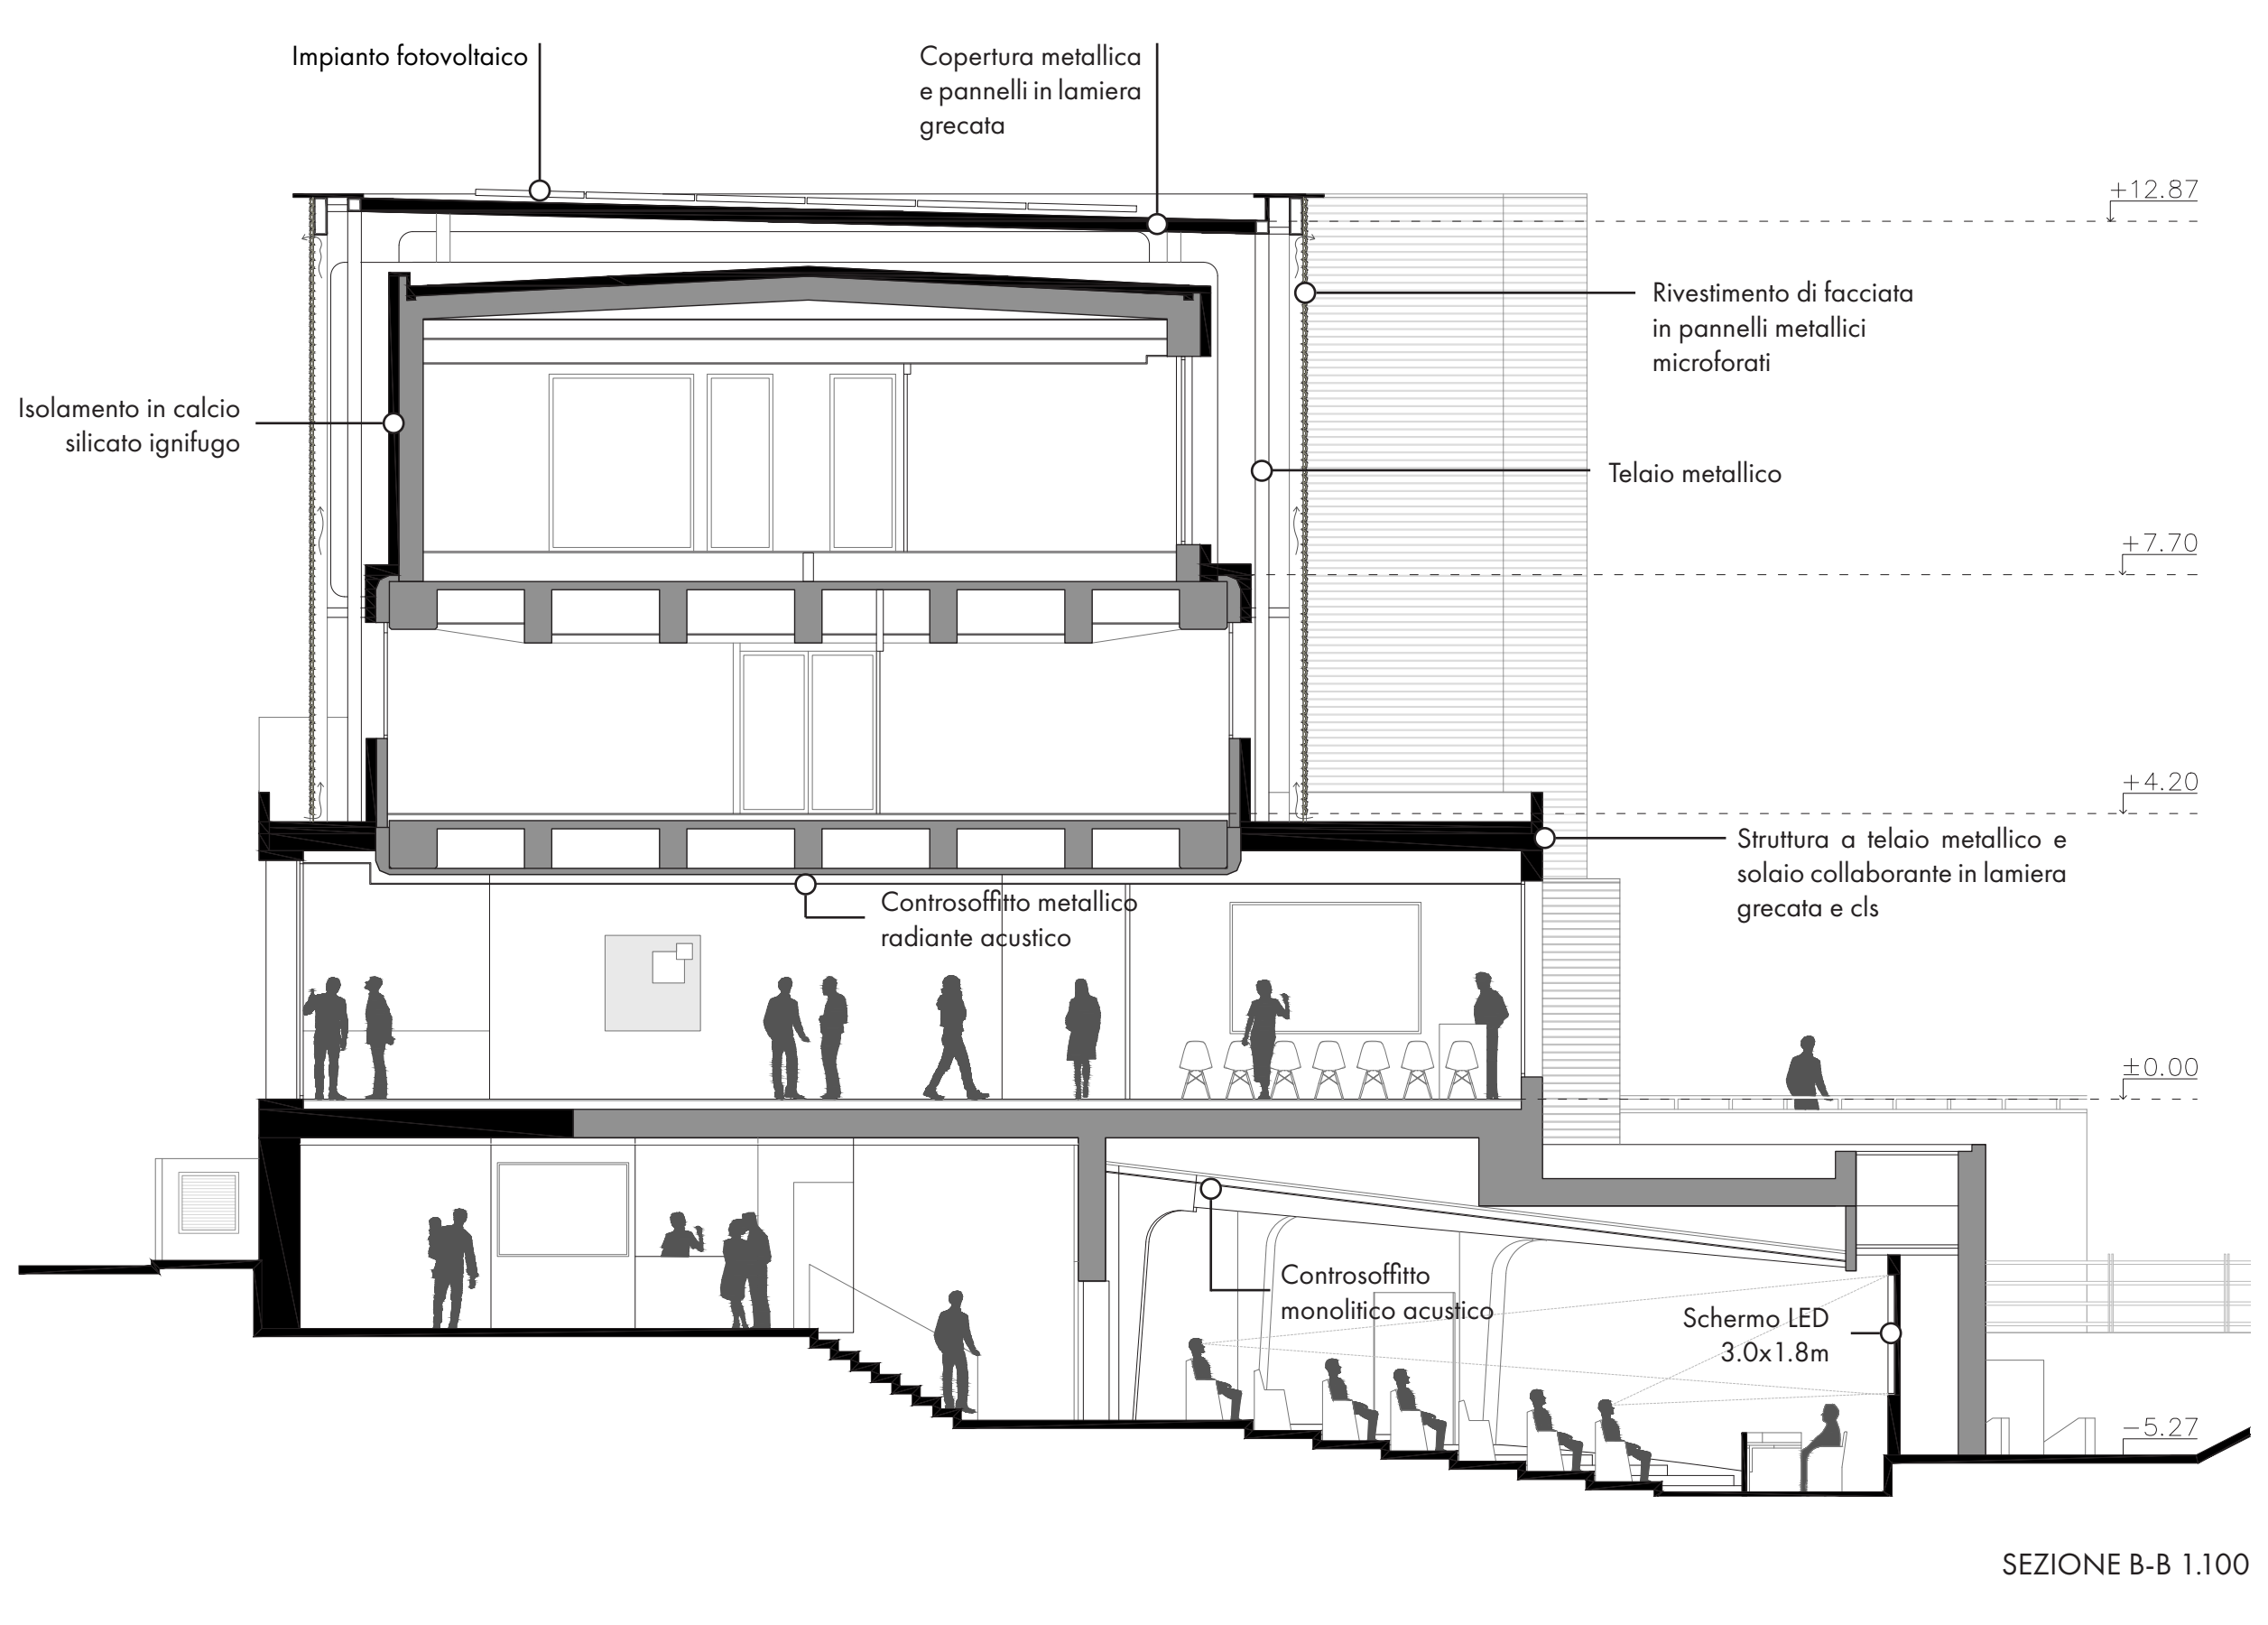 Impianto fotovoltaico
Copertura metallica
e pannelli in lamiera
grecata
+12.87
Rivestimento di facciata
in pannelli metallici
microforati
Isolamento in calcio
silicato ignifugo
Telaio metallico
+7.70
+4.20
Struttura a telaio metallico e
solaio collaborante in lamiera
grecata e cls
Controsoffitto metallico
radiante acustico
±0.00
Controsoffitto
monolitico acustico
Schermo LED
3.0x1.8m
−5.27
SEZIONE B-B 1.100